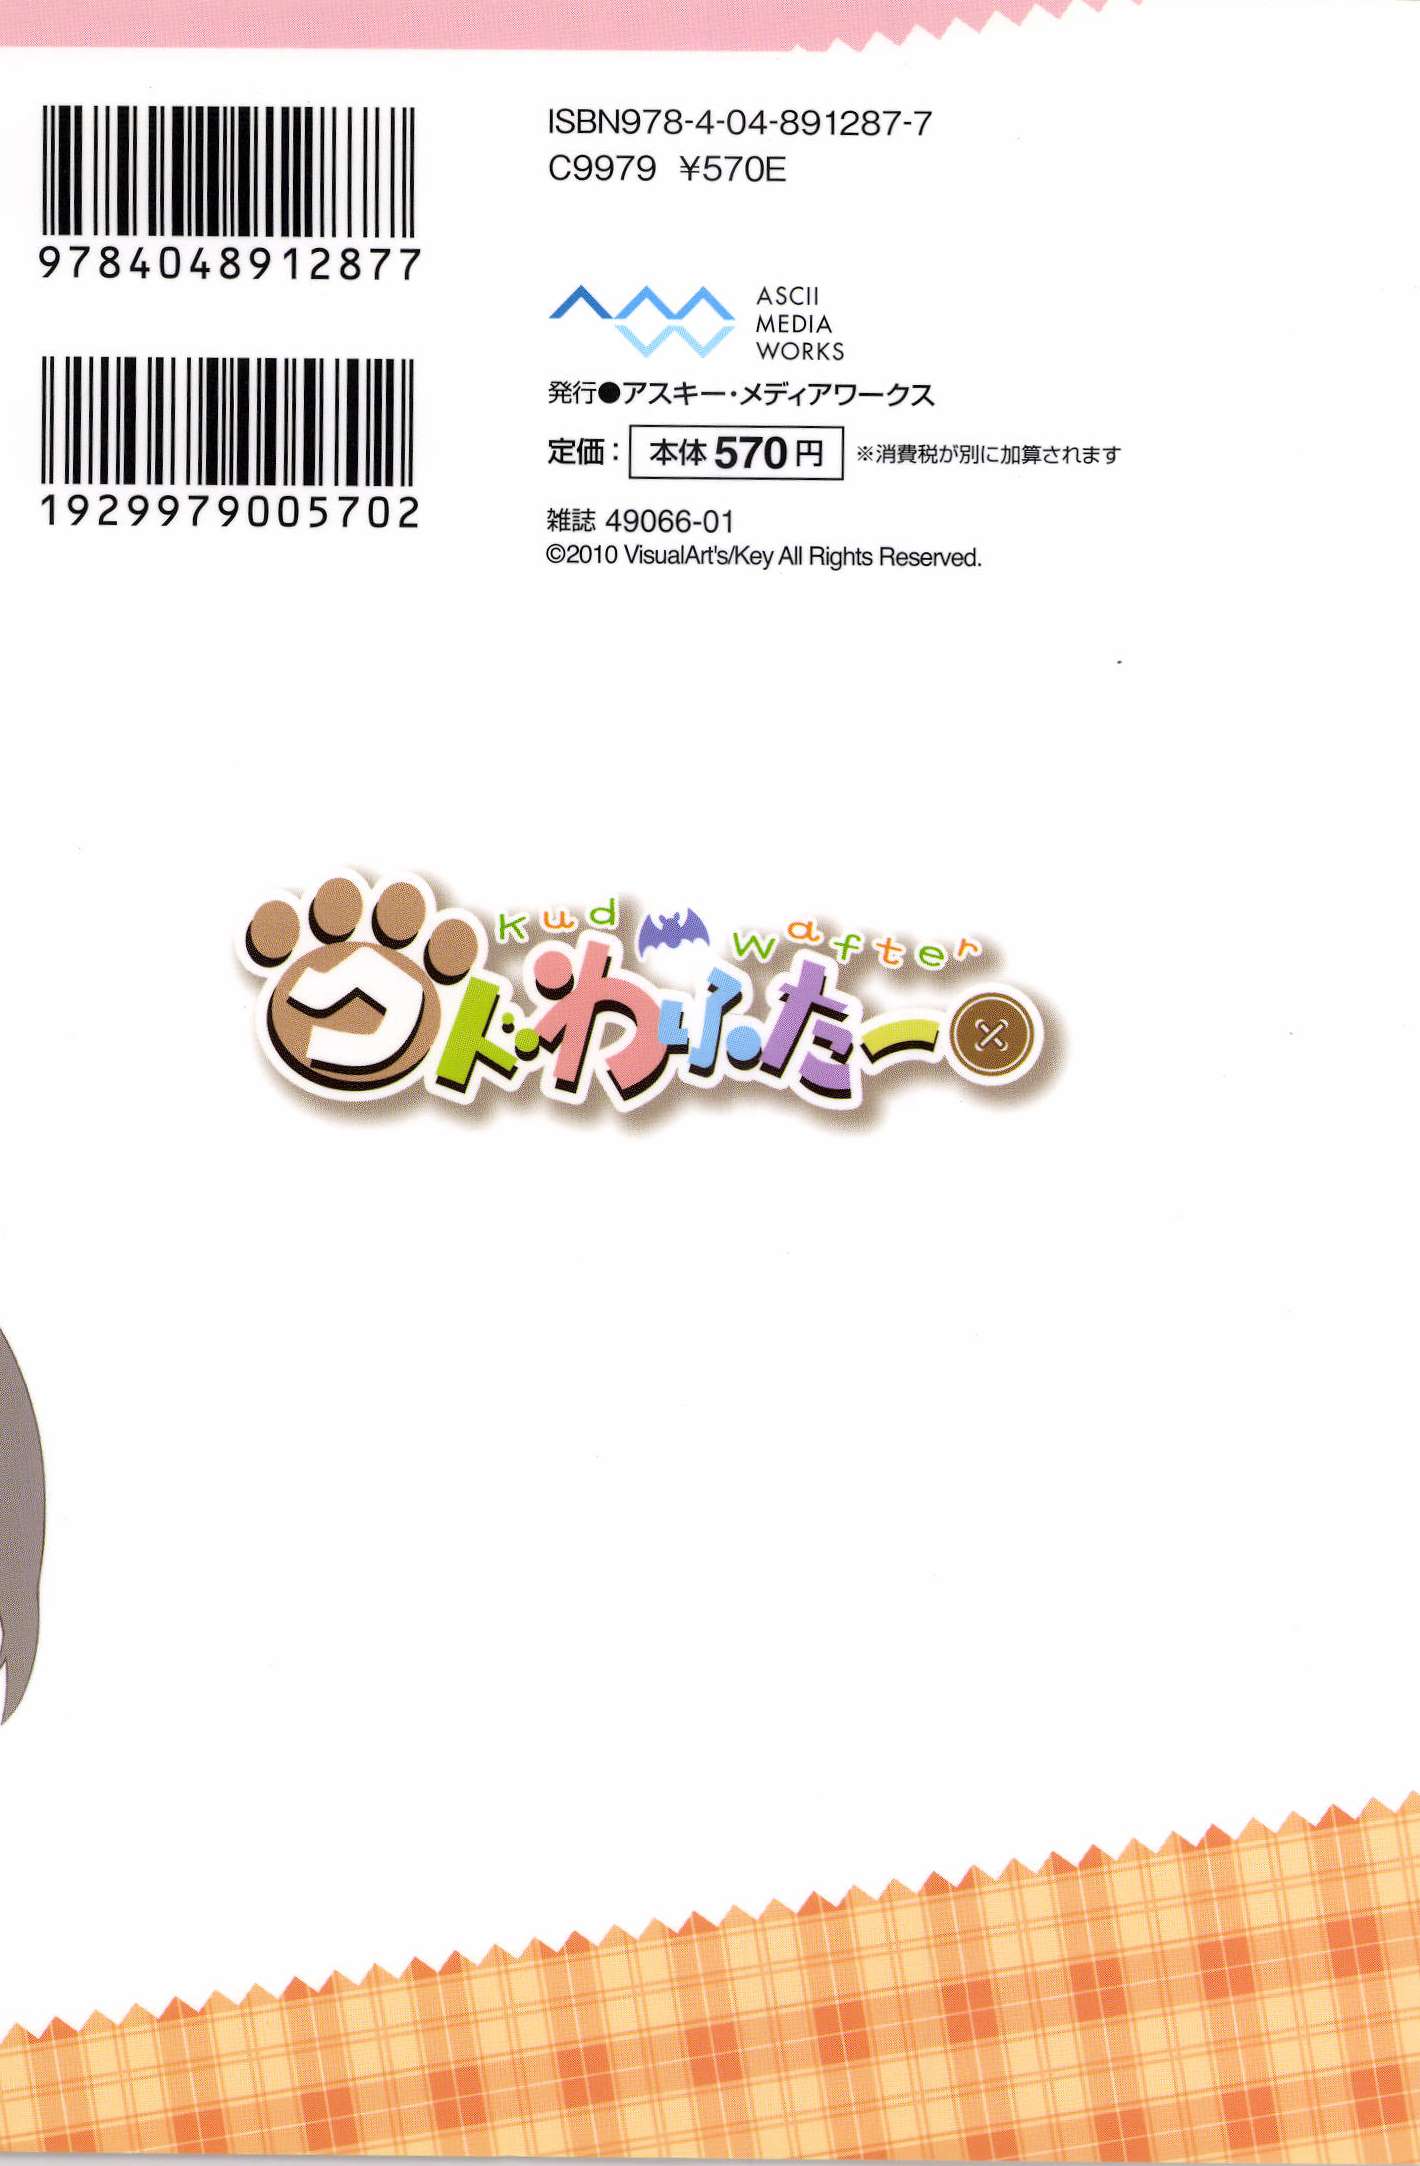 ISBN978-4-04-891287-7
C9979 ¥570E
9784048912877
ASCII
MEDIA
WORKS
発行●アスキー・メディアワークス
定価： 本体570円 ※消費税が別に加算されます
1929979005702
雑誌 49066-01
©2010 VisualArt's/Key All Rights Reserved.
kud wafter
クドわふたー